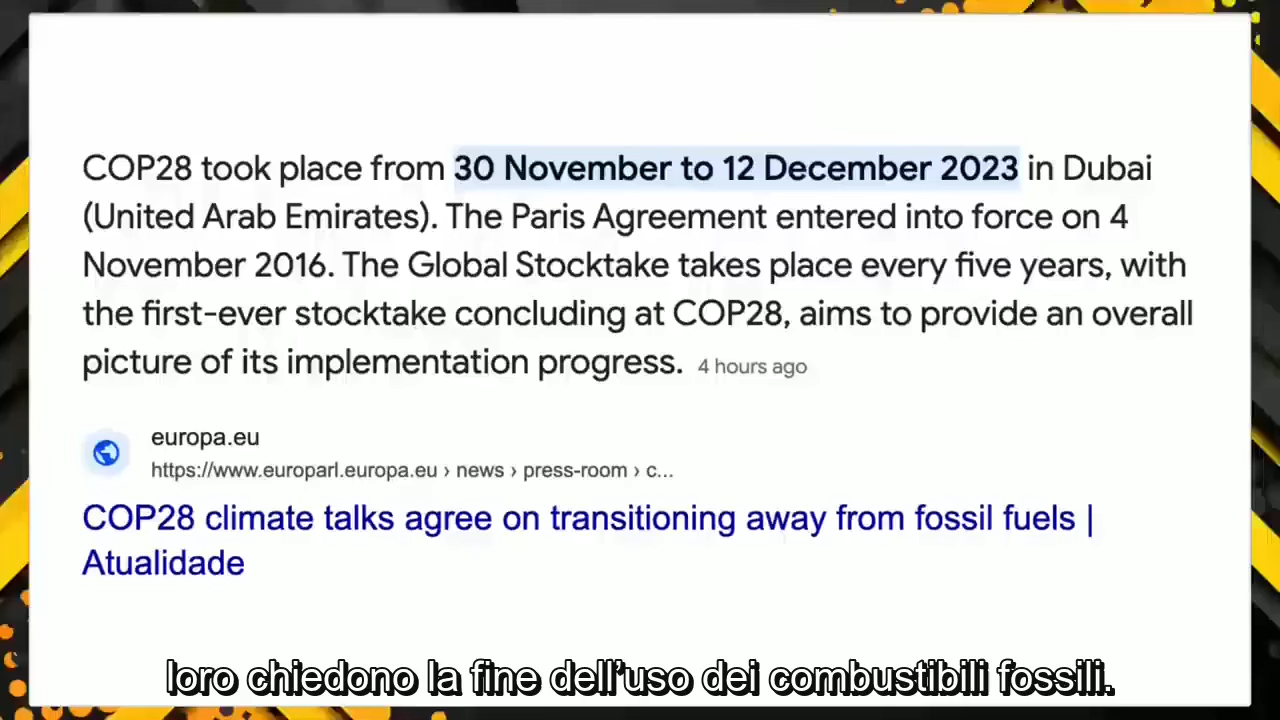 COP28 took place from 30 November to 12 December 2023 in Dubai
(United Arab Emirates). The Paris Agreement entered into force on 4
November 2016. The Global Stocktake takes place every five years, with
the first-ever stocktake concluding at COP28, aims to provide an overall
picture of its implementation progress. 4 hours ago
europa.eu
https://www.europarl.europa.eu › news › press-room › c...
COP28 climate talks agree on transitioning away from fossil fuels |
Atualidade
loro chiedono la fine dell'uso dei combustibili fossili.